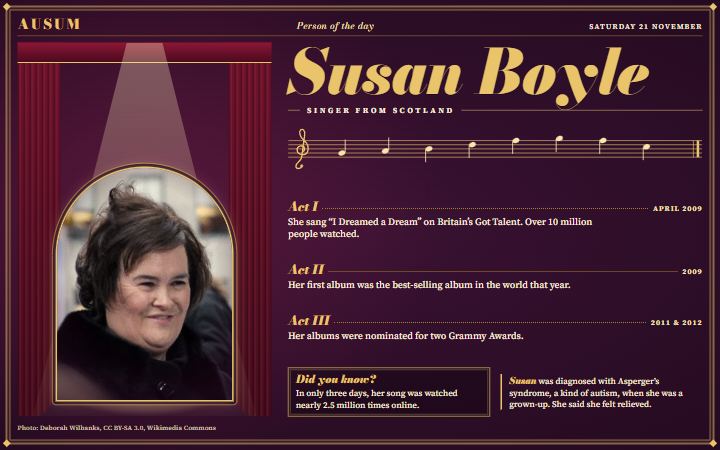 AUSUM
Person of the day
SATURDAY 21 NOVEMBER
Susan Boyle
SINGER FROM SCOTLAND
Act I
APRIL 2009
She sang “I Dreamed a Dream” on Britain’s Got Talent. Over 10 million
people watched.
Act II
2009
Her first album was the best-selling album in the world that year.
Act III
2011 & 2012
Her albums were nominated for two Grammy Awards.
Did you know?
In only three days, her song was watched
nearly 2.5 million times online.
Susan was diagnosed with Asperger’s
syndrome, a kind of autism, when she was a
grown-up. She said she felt relieved.
Photo: Deborah Wilbanks, CC BY-SA 3.0, Wikimedia Commons